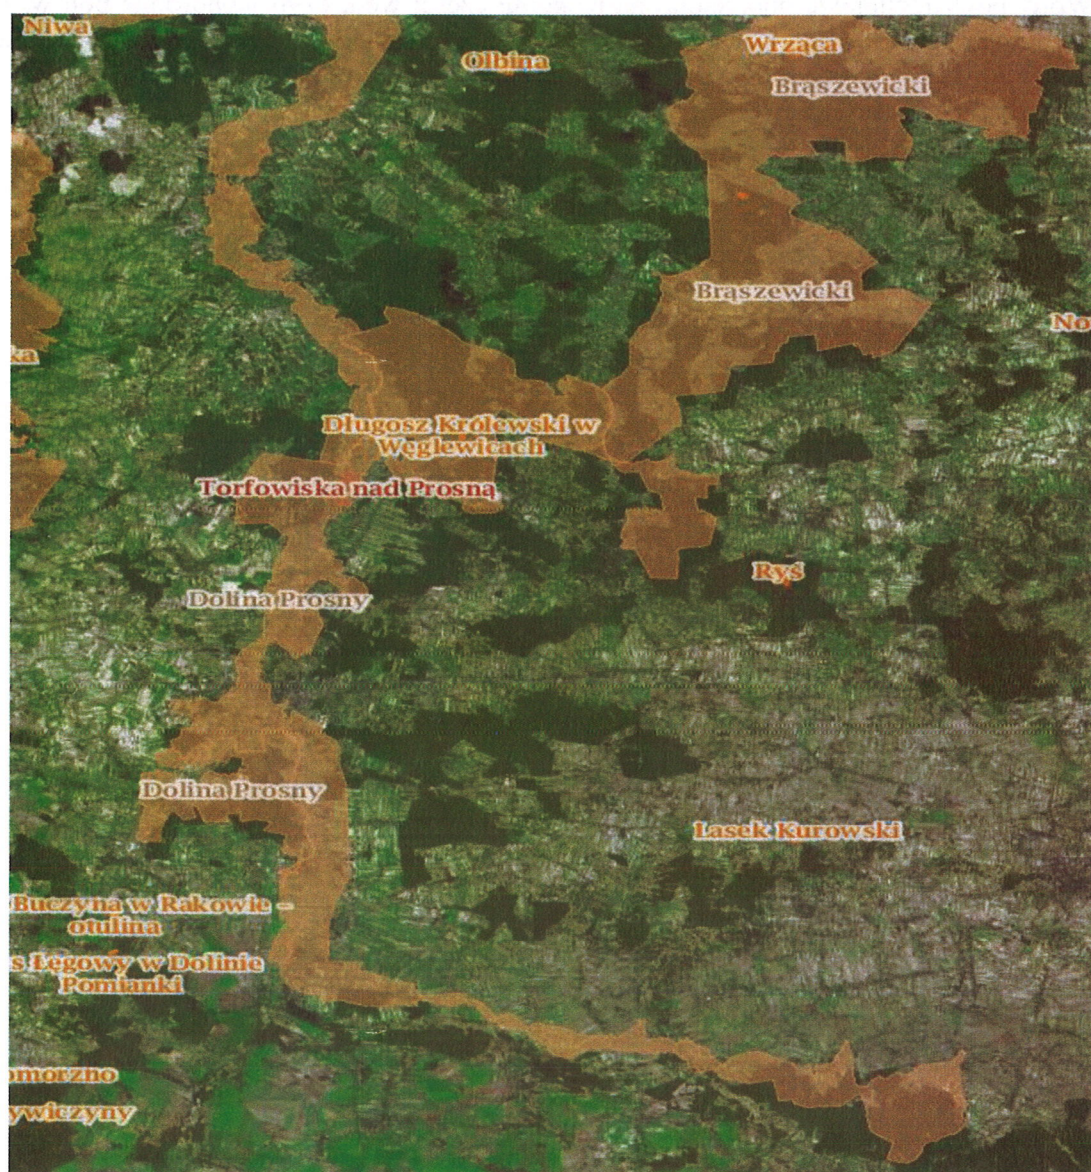 Niwa
Olbina
Wrząca
Brąszewicki
Brąszewicki
No
ka
Długosz Królewski w
Węglewicach
Torfowiska nad Prosną
Ryś
Dolina Prosny
Dolina Prosny
Lasek Kurowski
Buczyna w Rakowie –
otulina
s Łęgowy w Dolinie
Pomianki
omorzno
ywiczyny